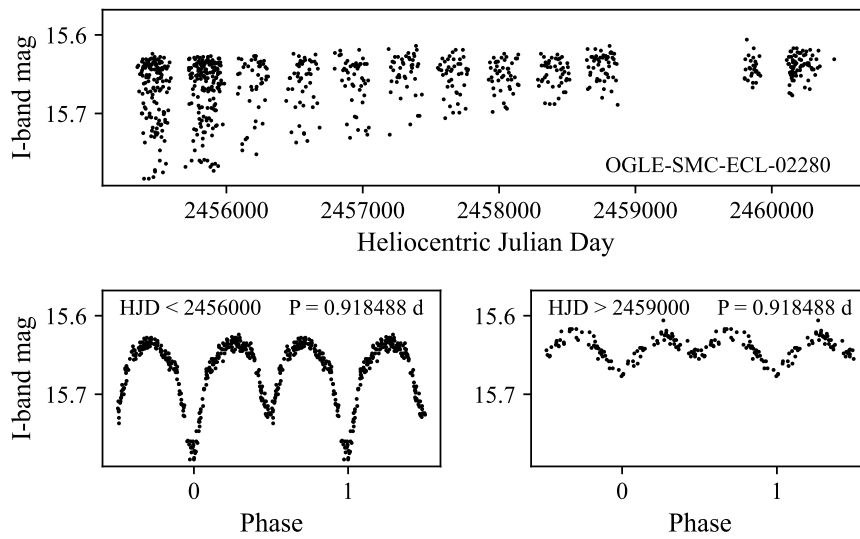 I-band mag
15.6
15.7
OGLE-SMC-ECL-02280
2456000 2457000 2458000 2459000 2460000
Heliocentric Julian Day
I-band mag
15.6
15.7
HJD < 2456000 P = 0.918488 d
0 1
Phase
15.6
15.7
HJD > 2459000 P = 0.918488 d
0 1
Phase